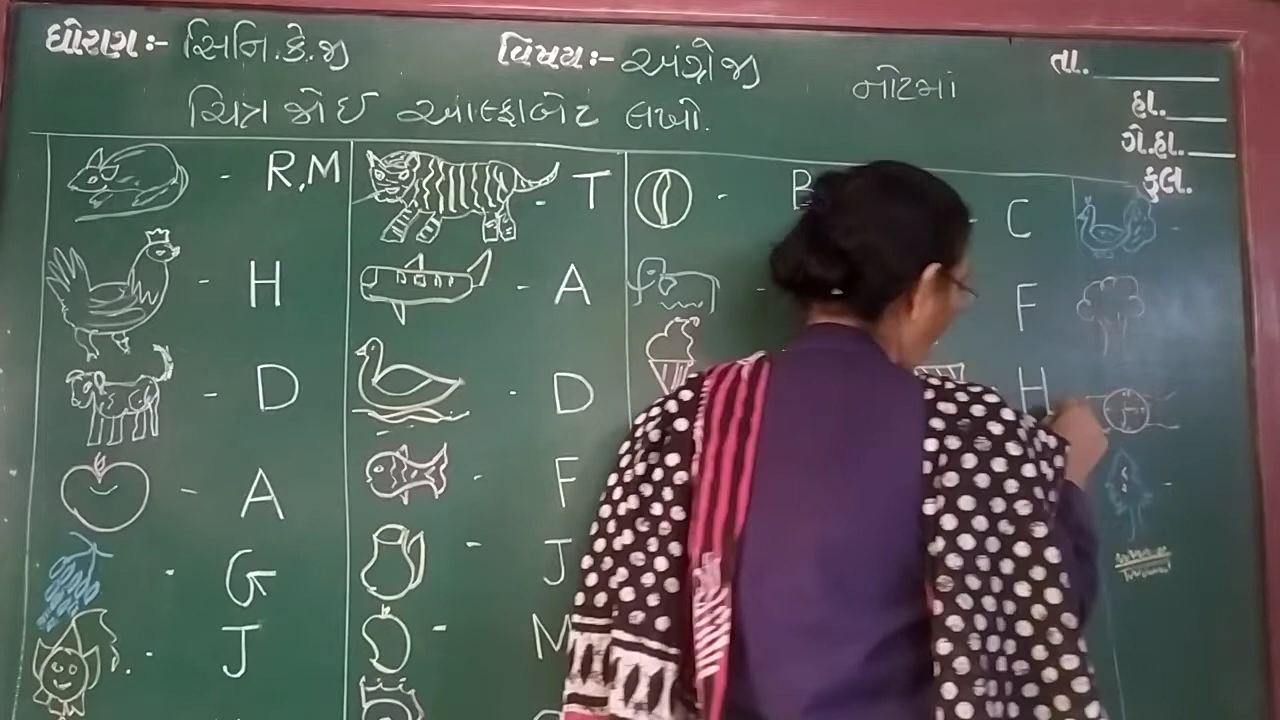 ધોરણ:- સિનિ.કે.જી વિષય:- અંગ્રેજી નોટમાં તા.
હા.
ચિત્ર જોઈ આલ્ફાબેટ લખો.
ગે.હા.
કુલ.
R,M T B C
H A F
D D H
A F
G J
J M